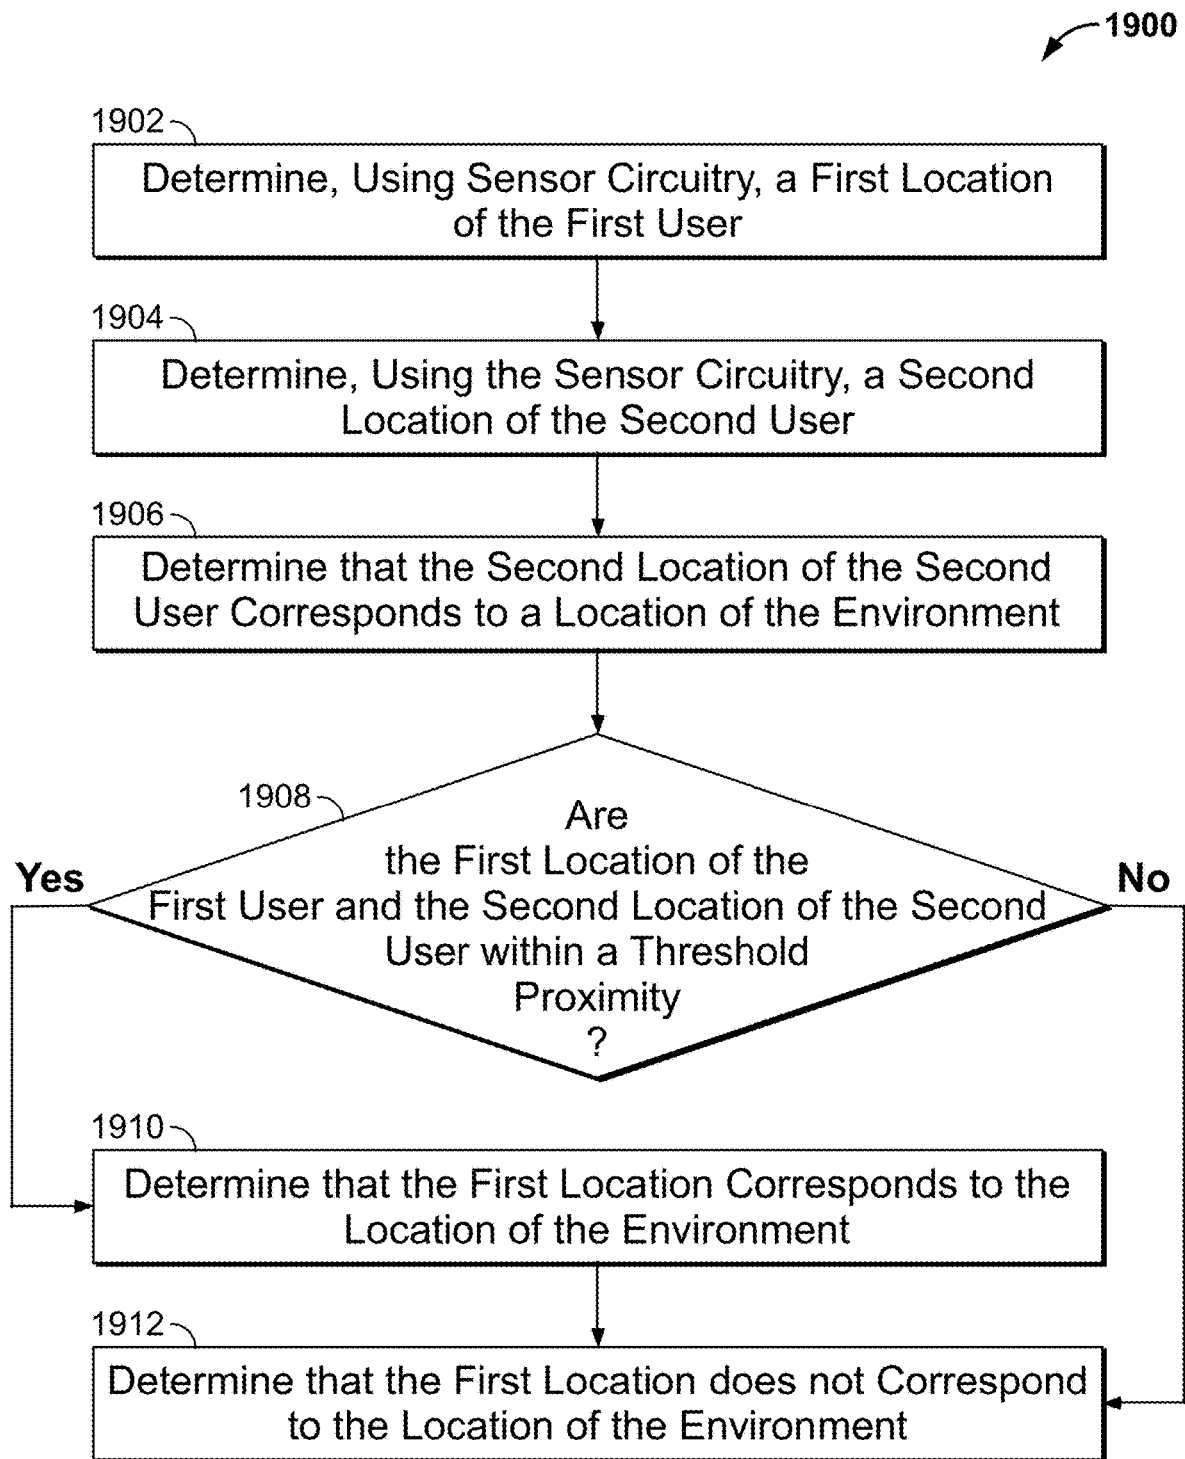 1900
1902
Determine, Using Sensor Circuitry, a First Location
of the First User
1904
Determine, Using the Sensor Circuitry, a Second
Location of the Second User
1906
Determine that the Second Location of the Second
User Corresponds to a Location of the Environment
1908
Are
the First Location of the
First User and the Second Location of the Second
User within a Threshold
Proximity
?
Yes
No
1910
Determine that the First Location Corresponds to the
Location of the Environment
1912
Determine that the First Location does not Correspond
to the Location of the Environment